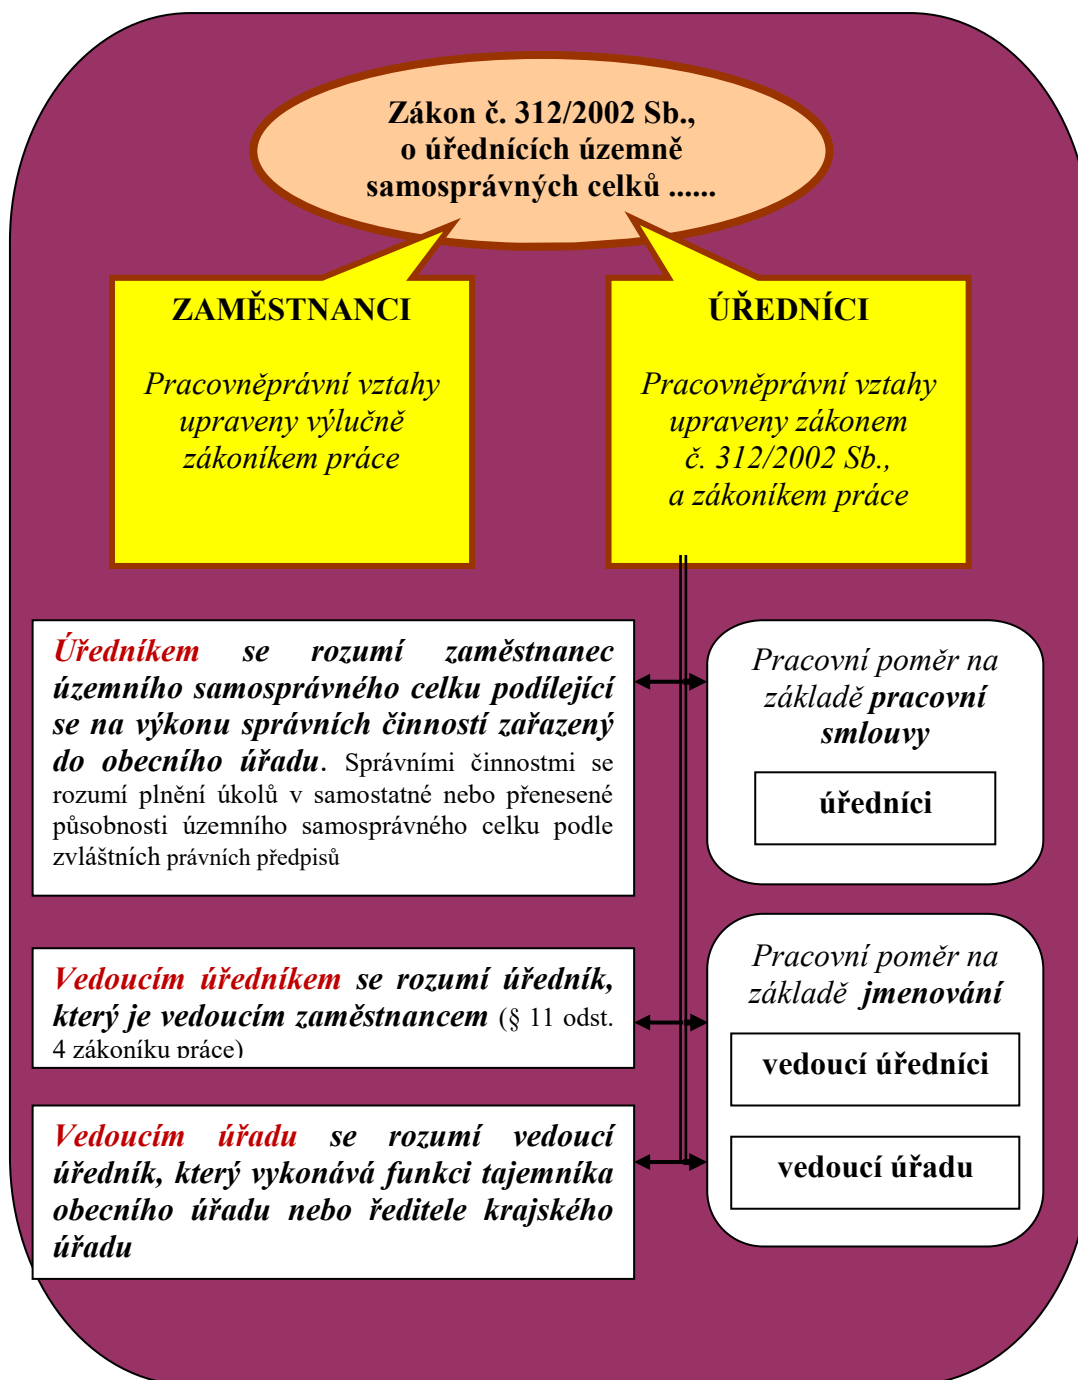 Zákon č. 312/2002 Sb.,
o úřednících územně
samosprávných celků ......
ZAMĚSTNANCI
Pracovněprávní vztahy
upraveny výlučně
zákoníkem práce
ÚŘEDNÍCI
Pracovněprávní vztahy
upraveny zákonem
č. 312/2002 Sb.,
a zákoníkem práce
Úředníkem se rozumí zaměstnanec
územního samosprávného celku podílející
se na výkonu správních činností zařazený
do obecního úřadu. Správními činnostmi se
rozumí plnění úkolů v samostatné nebo přenesené
působnosti územního samosprávného celku podle
zvláštních právních předpisů
Pracovní poměr na
základě pracovní
smlouvy
úředníci
Vedoucím úředníkem se rozumí úředník,
který je vedoucím zaměstnancem (§ 11 odst.
4 zákoníku práce)
Pracovní poměr na
základě jmenování
vedoucí úředníci
vedoucí úřadu
Vedoucím úřadu se rozumí vedoucí
úředník, který vykonává funkci tajemníka
obecního úřadu nebo ředitele krajského
úřadu